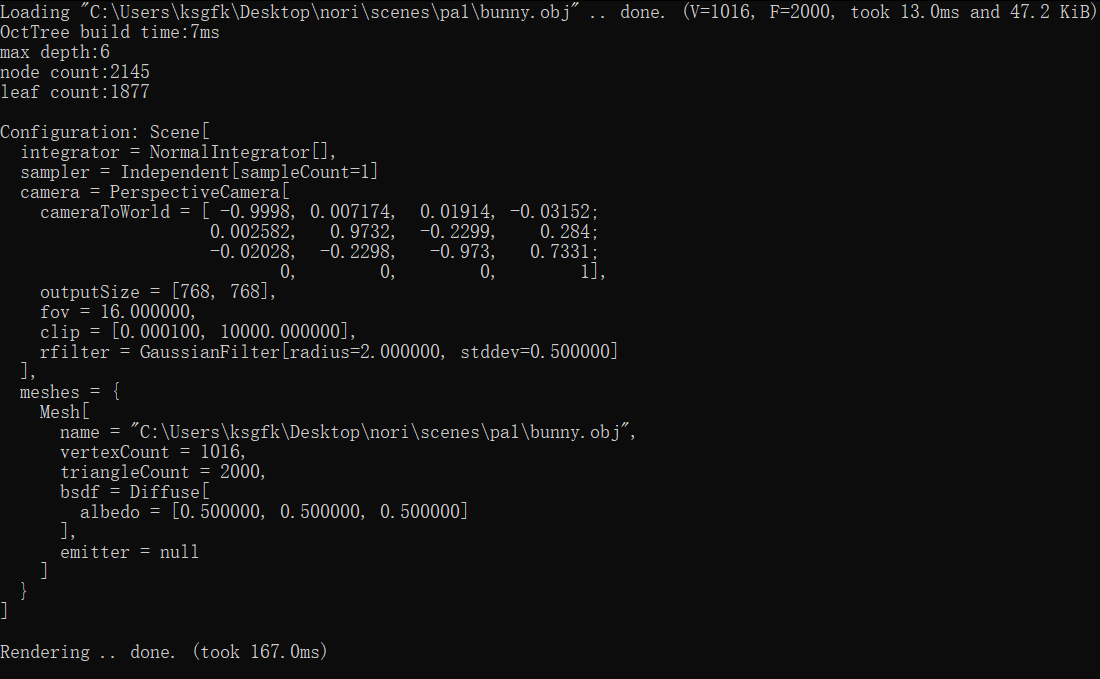 Loading "C:\Users\ksgfk\Desktop\nori\scenes\pal\bunny.obj" .. done. (V=1016, F=2000, took 13.0ms and 47.2 KiB)
OctTree build time:7ms
max depth:6
node count:2145
leaf count:1877

Configuration: Scene[
  integrator = NormalIntegrator[],
  sampler = Independent[sampleCount=1]
  camera = PerspectiveCamera[
    cameraToWorld = [ -0.9998, 0.007174,  0.01914, -0.03152;
                     0.002582,   0.9732,  -0.2299,    0.284;
                     -0.02028,  -0.2298,   -0.973,   0.7331;
                            0,        0,        0,        1],
    outputSize = [768, 768],
    fov = 16.000000,
    clip = [0.000100, 10000.000000],
    rfilter = GaussianFilter[radius=2.000000, stddev=0.500000]
  ],
  meshes = {
    Mesh[
      name = "C:\Users\ksgfk\Desktop\nori\scenes\pal\bunny.obj",
      vertexCount = 1016,
      triangleCount = 2000,
      bsdf = Diffuse[
        albedo = [0.500000, 0.500000, 0.500000]
      ],
      emitter = null
    ]
  }
]

Rendering .. done. (took 167.0ms)